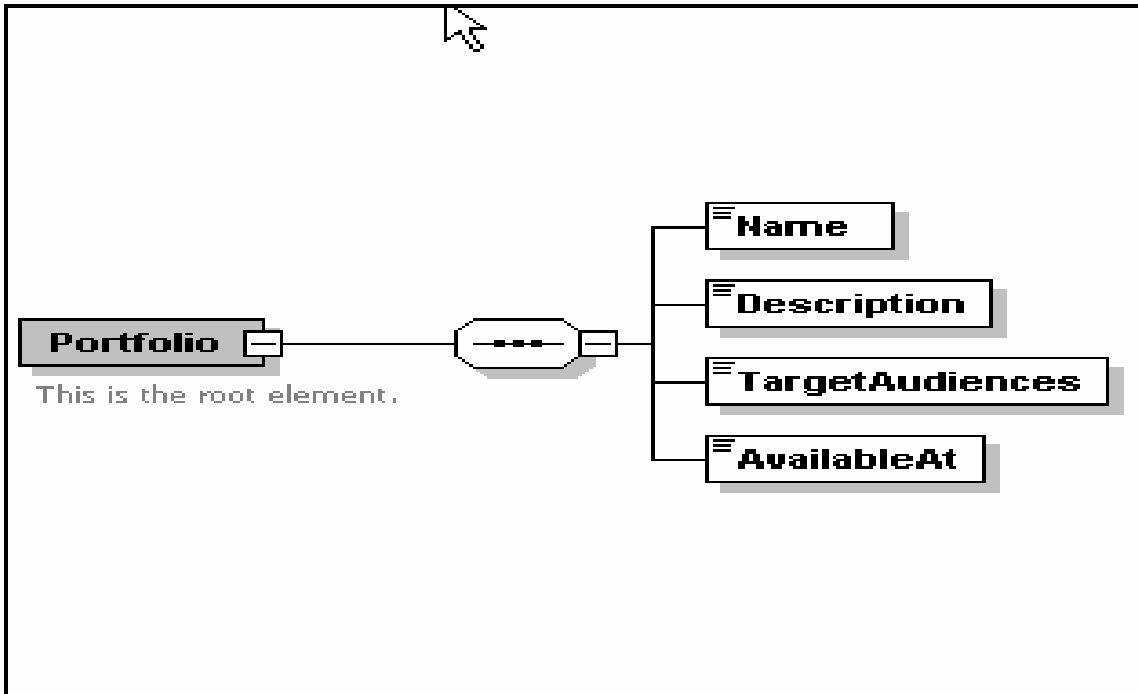 Name
Description
Portfolio
This is the root element.
TargetAudiences
AvailableAt